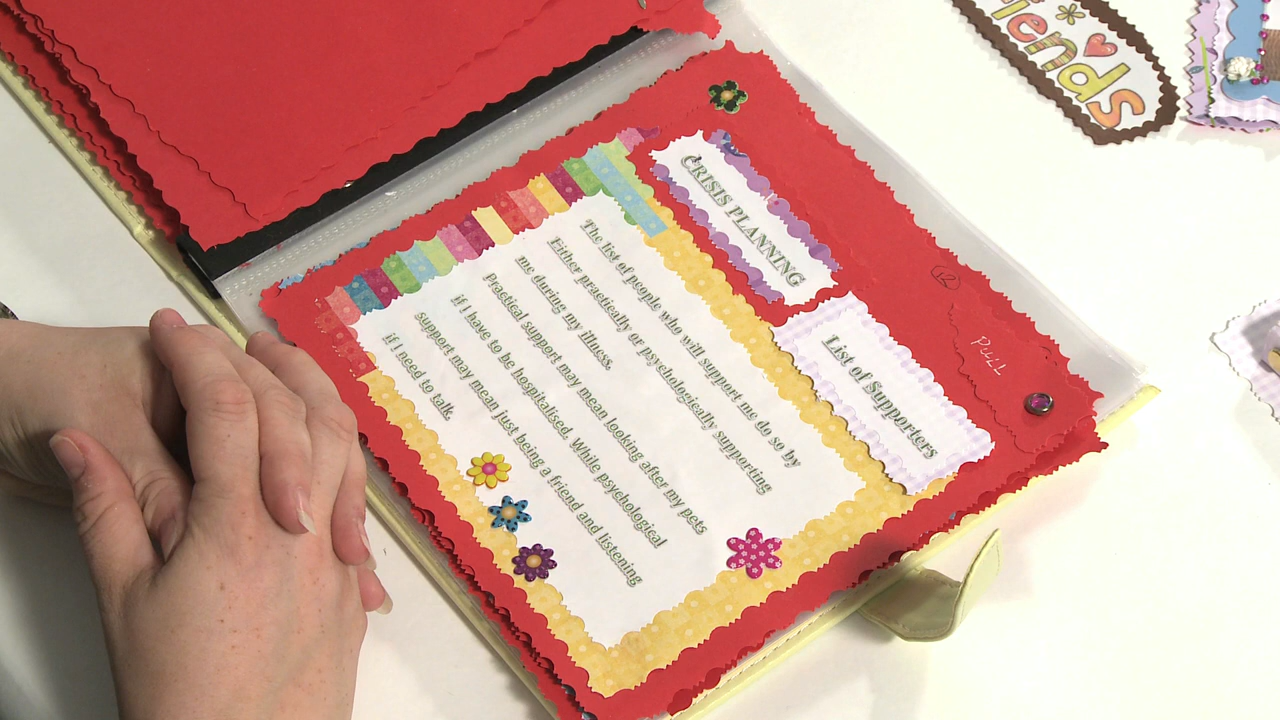 CRISIS PLANNING
List of Supporters
The list of people who will support me do so by
Either practically or psychologically supporting
me during my illness.
Practical support may mean looking after my pets
if I have to be hospitalised. While psychological
support may mean just being a friend and listening
if I need to talk.
12
PULL
friends